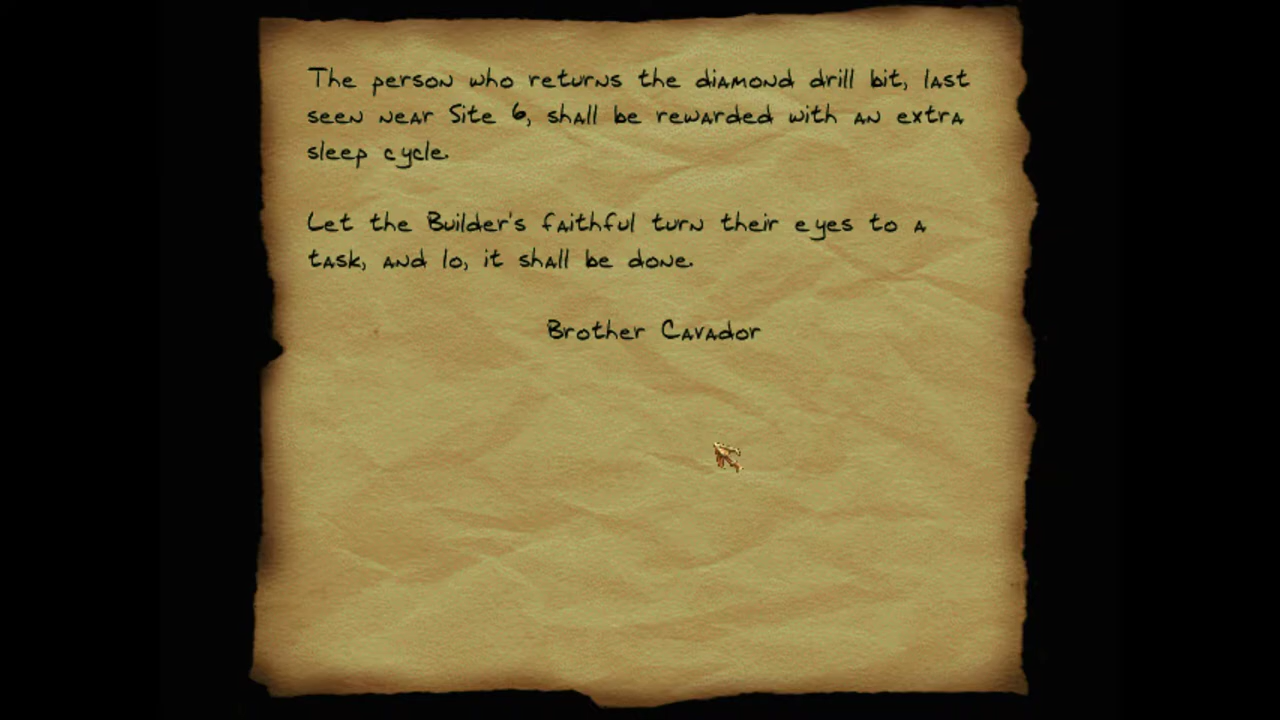 The person who returns the diamond drill bit, last
seen near Site 6, shall be rewarded with an extra
sleep cycle.
Let the Builder's faithful turn their eyes to a
task, and lo, it shall be done.
Brother Cavador